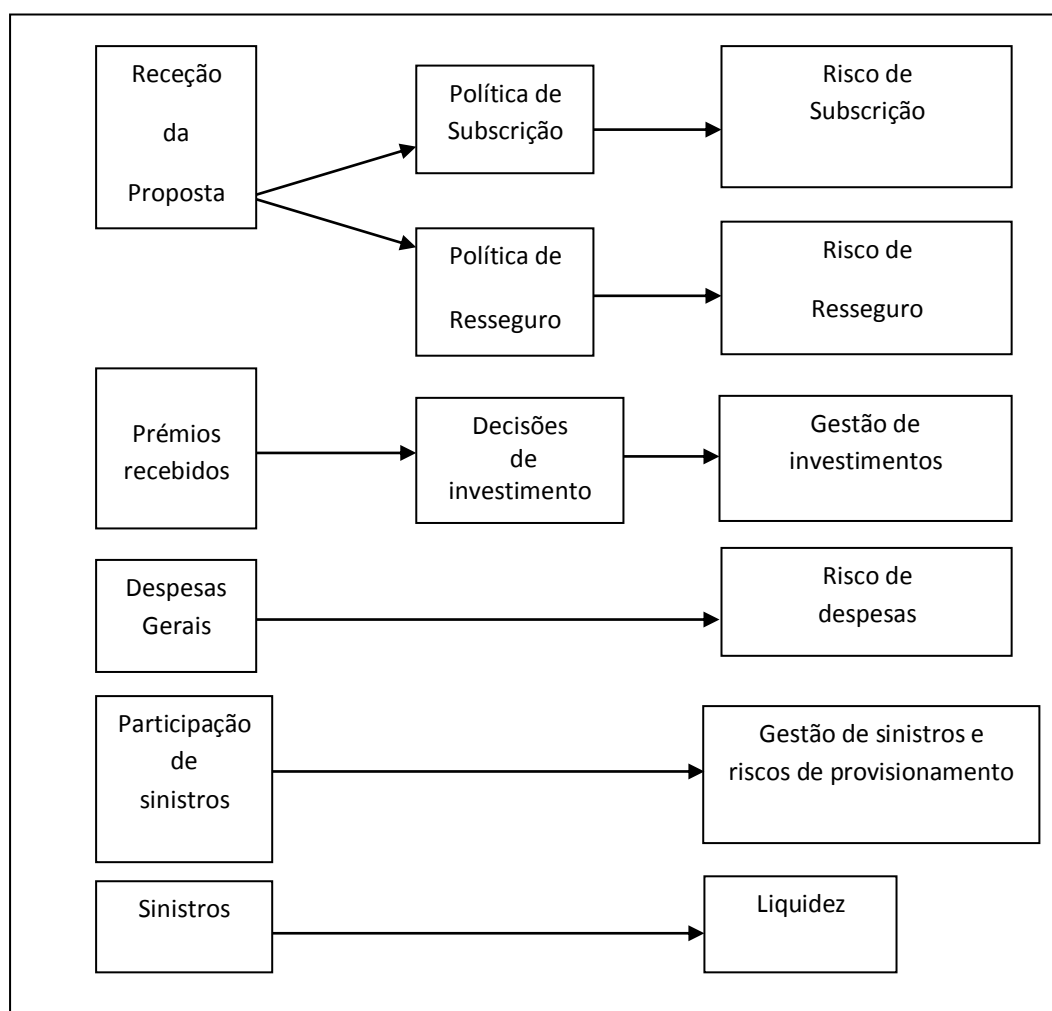 Receção
da
Proposta
Política de
Subscrição
Risco de
Subscrição
Política de
Resseguro
Risco de
Resseguro
Prémios
recebidos
Decisões
de
investimento
Gestão de
investimentos
Despesas
Gerais
Risco de
despesas
Participação
de
sinistros
Gestão de sinistros e
riscos de provisionamento
Sinistros
Liquidez